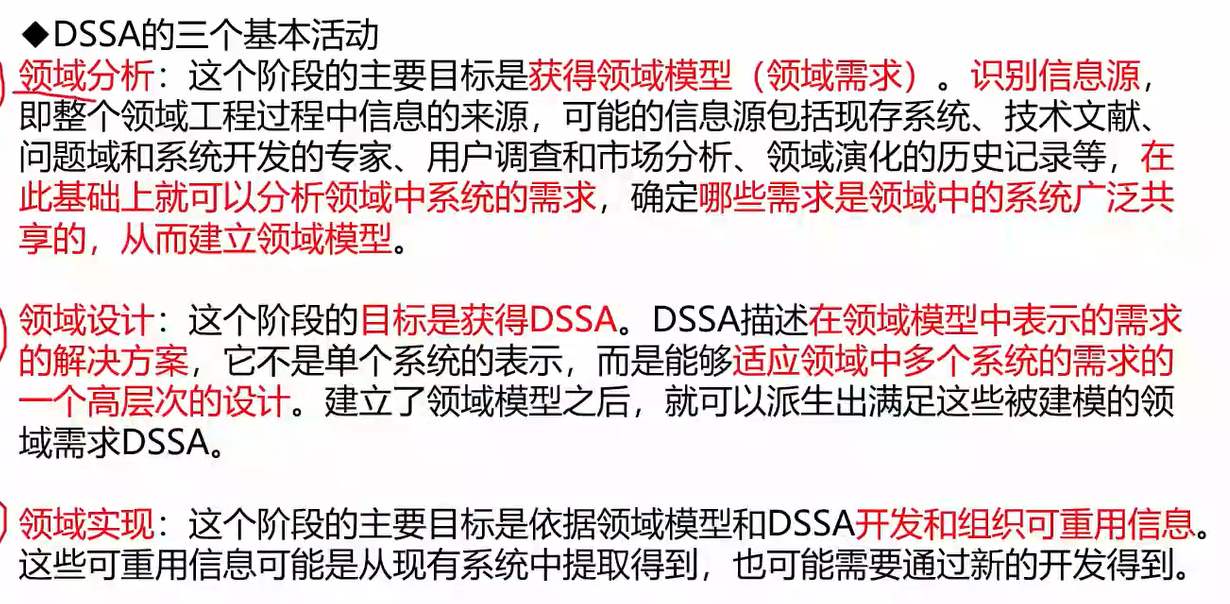 ◆DSSA的三个基本活动
领域分析：这个阶段的主要目标是获得领域模型（领域需求）。识别信息源，
即整个领域工程过程中信息的来源，可能的信息源包括现存系统、技术文献、
问题域和系统开发的专家、用户调查和市场分析、领域演化的历史记录等，在
此基础上就可以分析领域中系统的需求，确定哪些需求是领域中的系统广泛共
享的，从而建立领域模型。
领域设计：这个阶段的目标是获得DSSA。DSSA描述在领域模型中表示的需求
的解决方案，它不是单个系统的表示，而是能够适应领域中多个系统的需求的
一个高层次的设计。建立了领域模型之后，就可以派生出满足这些被建模的领
域需求DSSA。
领域实现：这个阶段的主要目标是依据领域模型和DSSA开发和组织可重用信息。
这些可重用信息可能是从现有系统中提取得到，也可能需要通过新的开发得到。